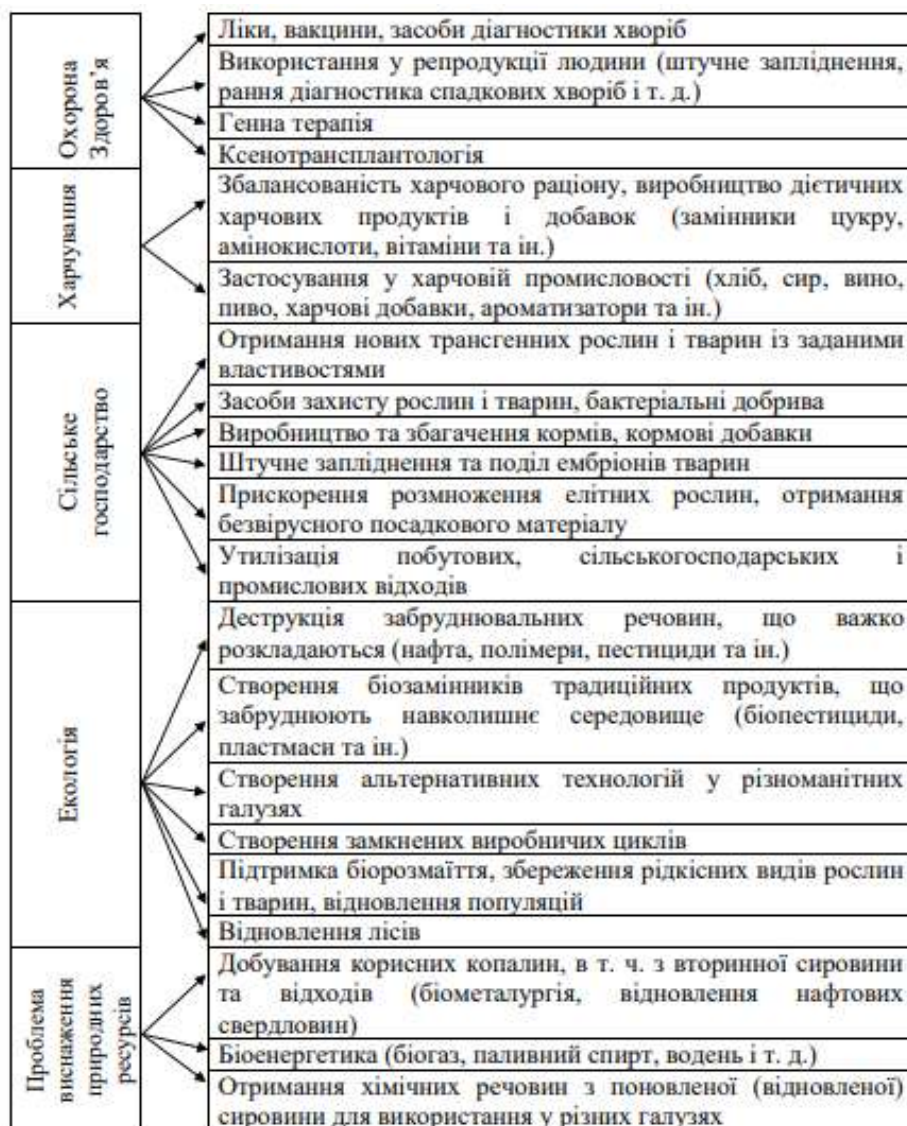 Охорона
Здоров’я
Ліки, вакцини, засоби діагностики хворіб
Використання у репродукції людини (штучне запліднення,
рання діагностика спадкових хворіб і т. д.)
Генна терапія
Ксенотрансплантологія
Харчування
Збалансованість харчового раціону, виробництво дієтичних
харчових продуктів і добавок (замінники цукру,
амінокислоти, вітаміни та ін.)
Застосування у харчовій промисловості (хліб, сир, вино,
пиво, харчові добавки, ароматизатори та ін.)
Сільське
господарство
Отримання нових трансгенних рослин і тварин із заданими
властивостями
Засоби захисту рослин і тварин, бактеріальні добрива
Виробництво та збагачення кормів, кормові добавки
Штучне запліднення та поділ ембріонів тварин
Прискорення розмноження елітних рослин, отримання
безвірусного посадкового матеріалу
Утилізація побутових, сільськогосподарських і
промислових відходів
Екологія
Деструкція забруднювальних речовин, що важко
розкладаються (нафта, полімери, пестициди та ін.)
Створення біозамінників традиційних продуктів, що
забруднюють навколишнє середовище (біопестициди,
пластмаси та ін.)
Створення альтернативних технологій у різноманітних
галузях
Створення замкнених виробничих циклів
Підтримка біорозмаїття, збереження рідкісних видів рослин
і тварин, відновлення популяцій
Відновлення лісів
Проблема
виснаження
природних
ресурсів
Добування корисних копалин, в т. ч. з вторинної сировини
та відходів (біометалургія, відновлення нафтових
свердловин)
Біоенергетика (біогаз, паливний спирт, водень і т. д.)
Отримання хімічних речовин з поновленої (відновленої)
сировини для використання у різних галузях